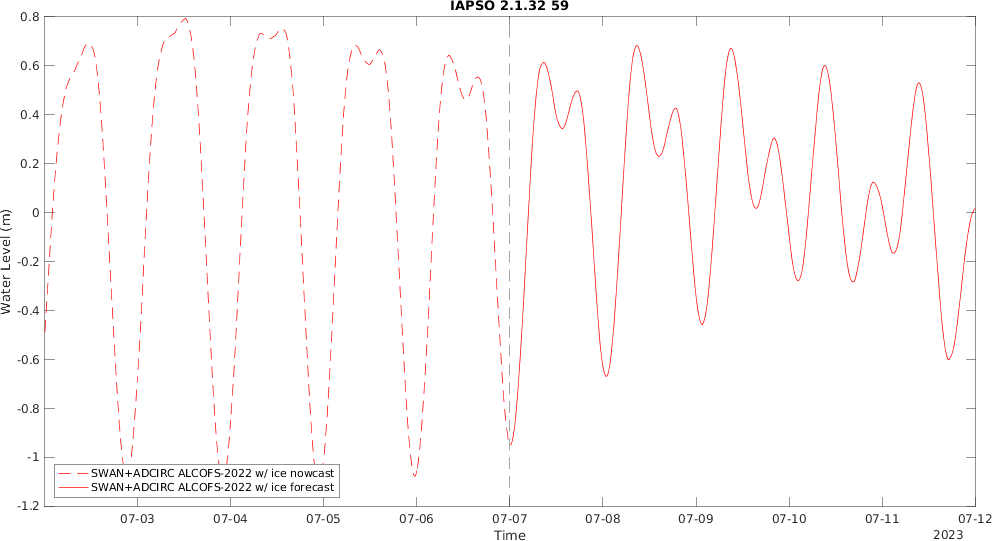 IAPSO 2.1.32 59
0.8
0.6
0.4
0.2
0
-0.2
-0.4
-0.6
-0.8
-1
-1.2
Water Level (m)
SWAN+ADCIRC ALCOFS-2022 w/ ice nowcast
SWAN+ADCIRC ALCOFS-2022 w/ ice forecast
07-03 07-04 07-05 07-06 07-07 07-08 07-09 07-10 07-11 07-12
Time
2023